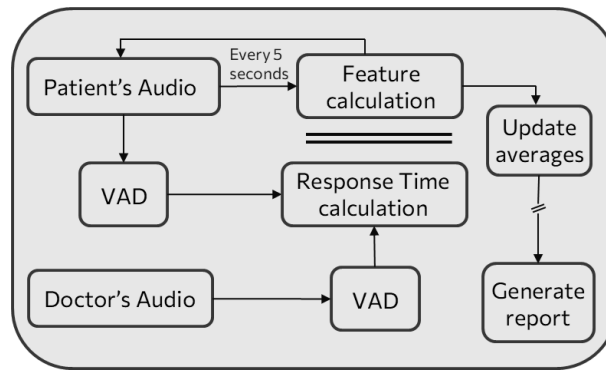 Every 5
seconds
Patient's Audio
Feature
calculation
Update
averages
VAD
Response Time
calculation
Doctor's Audio
VAD
Generate
report